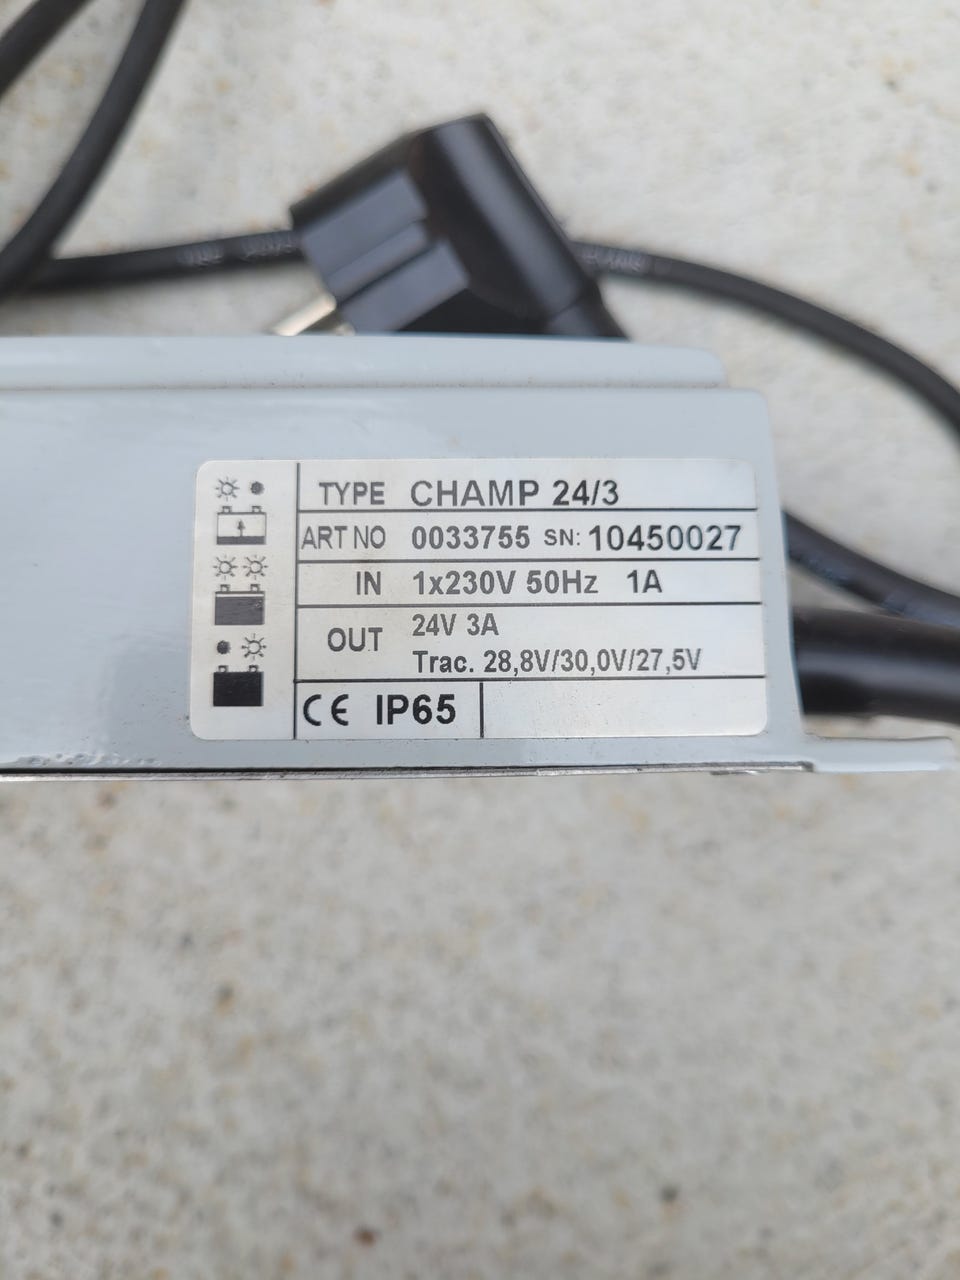 TYPE CHAMP 24/3
ART NO 0033755 SN: 10450027
IN 1x230V 50Hz 1A
OUT 24V 3A
Trac. 28,8V/30,0V/27,5V
CE IP65